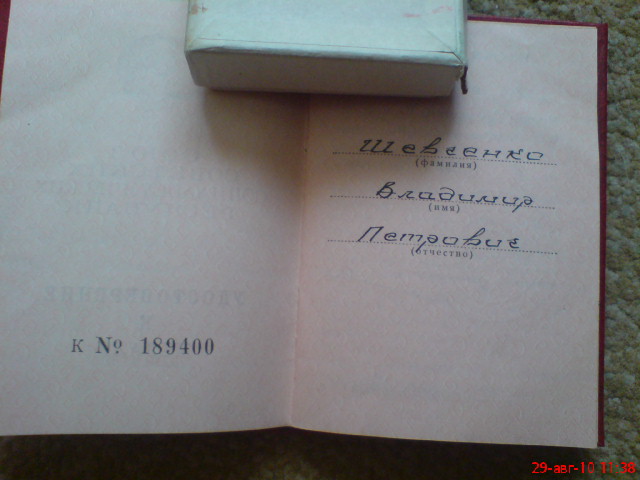 Шевченко
(фамилия)
Владимир
(имя)
Петрович
(отчество)
К № 189400
29-авг-10 11:38